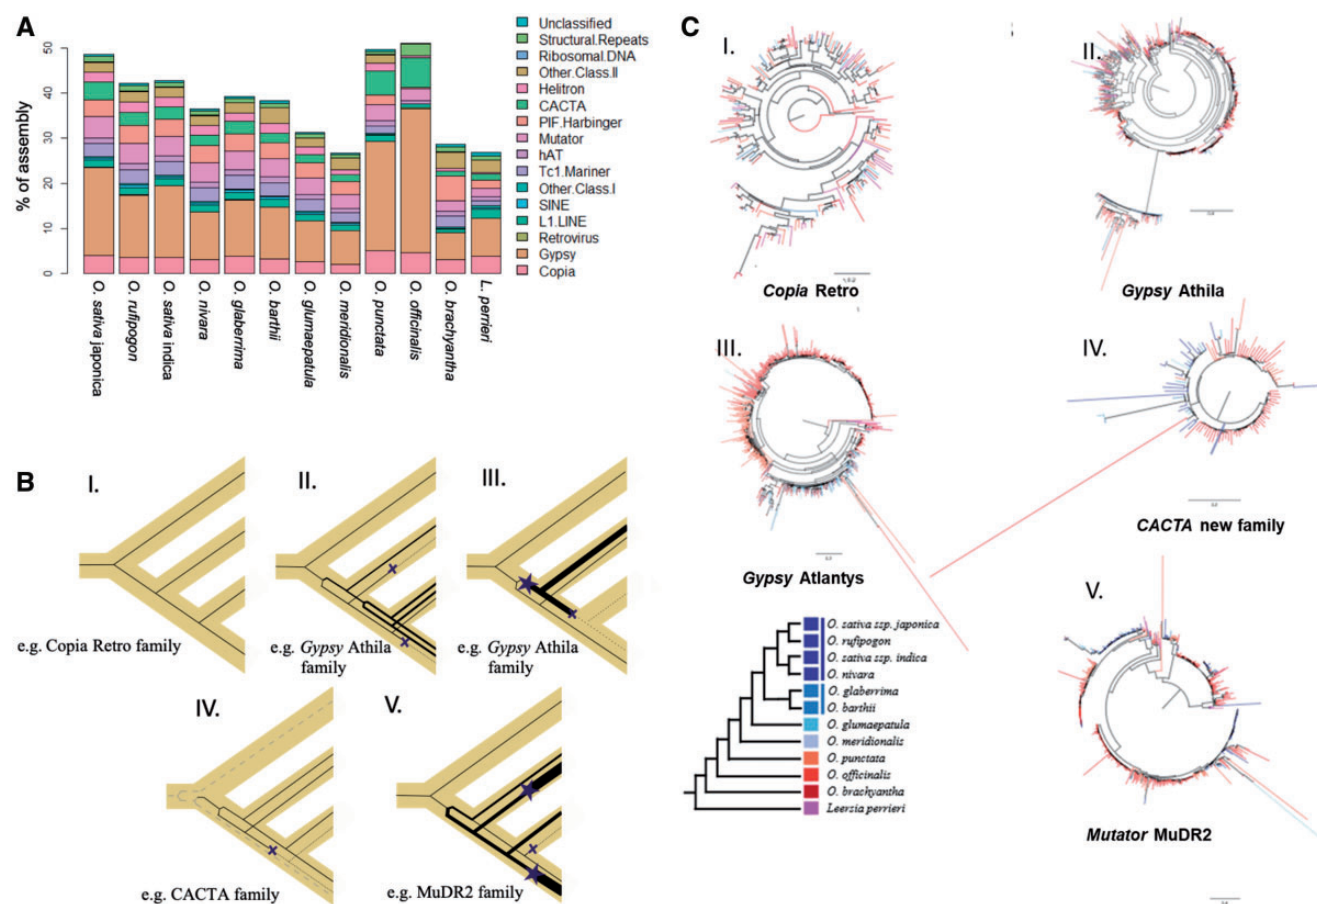 A
% of assembly
50
40
30
20
10
0
O. sativa japonica
O. rufipogon
O. sativa indica
O. nivara
O. glaberrima
O. barthii
O. glumaepatula
O. meridionalis
O. punctata
O. officinalis
O. brachyantha
L. perrieri
Unclassified
Structural.Repeats
Ribosomal.DNA
Other.Class.II
Helitron
CACTA
PIF.Harbinger
Mutator
hAT
Tc1.Mariner
Other.Class.I
SINE
L1.LINE
Retrovirus
Gypsy
Copia
B
I.
e.g. Copia Retro family
II.
e.g. Gypsy Athila
family
III.
e.g. Gypsy Athila
family
IV.
e.g. CACTA family
V.
e.g. MuDR2 family
C
I.
Copia Retro
II.
Gypsy Athila
III.
Gypsy Atlantys
IV.
CACTA new family
V.
Mutator MuDR2
O. sativa ssp. japonica
O. rufipogon
O. sativa ssp. indica
O. nivara
O. glaberrima
O. barthii
O. glumaepatula
O. meridionalis
O. punctata
O. officinalis
O. brachyantha
Leerzia perrieri